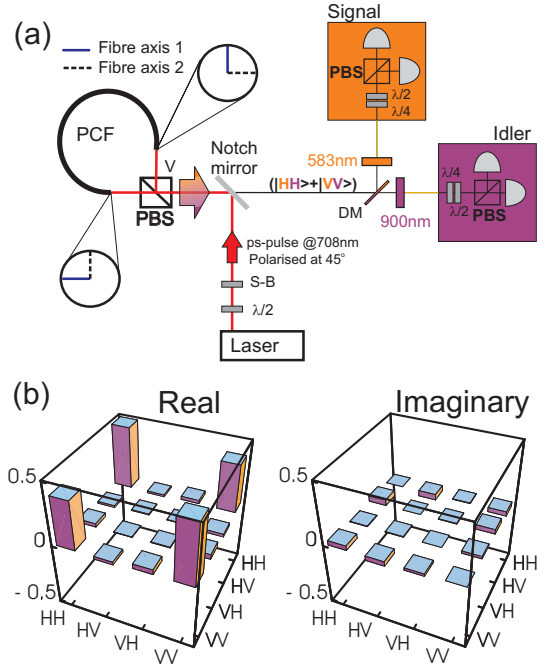 (a)
Fibre axis 1
Fibre axis 2
PCF
V
PBS
Notch
mirror
(|HH>+|VV>)
DM
ps-pulse @708nm
Polarised at 45°
S-B
λ/2
Laser
Signal
PBS
λ/2
λ/4
583nm
Idler
λ/4
λ/2
PBS
900nm
(b)
Real
0.5
0
- 0.5
HH
HV
VH
VV
VV
VH
HV
HH
Imaginary
0.5
0
- 0.5
HH
HV
VH
VV
VV
VH
HV
HH